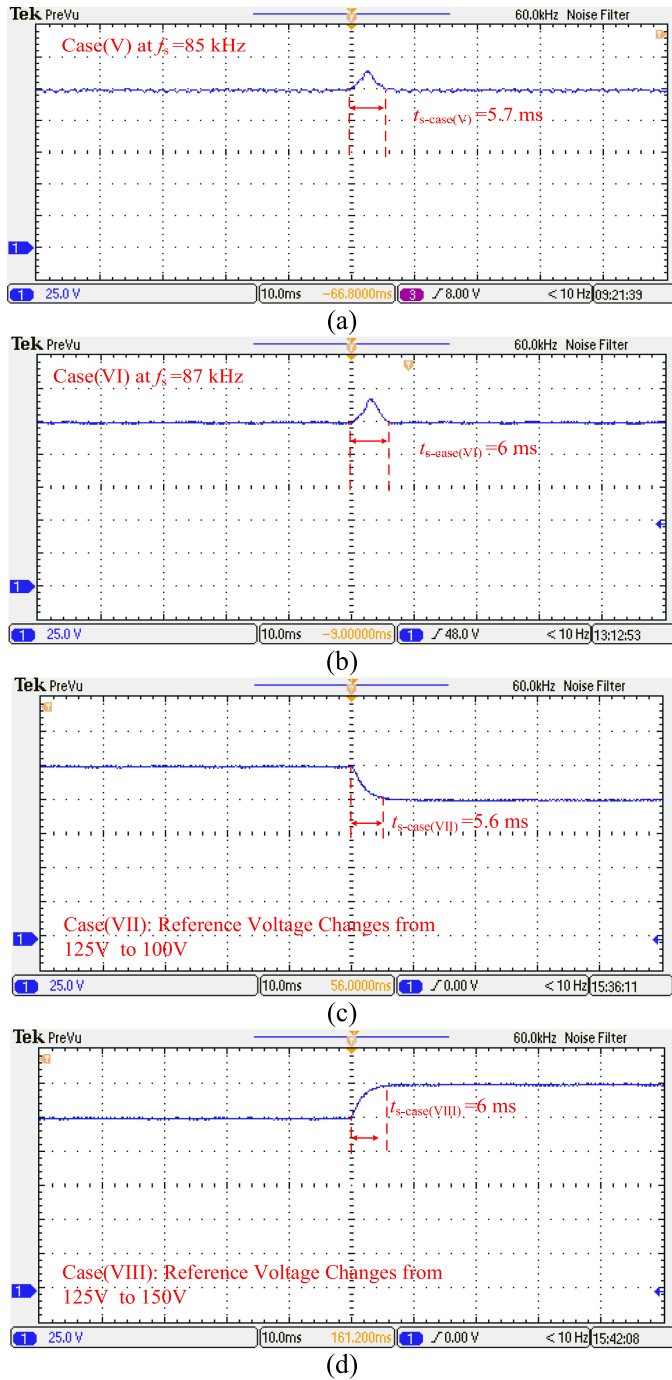 Tek PreVu 60.0kHz Noise Filter
Case(V) at fs=85 kHz
ts-case(V)=5.7 ms
1
1 25.0 V 10.0ms -66.8000ms 3 8.00 V < 10 Hz 09:21:39
(a)
Tek PreVu 60.0kHz Noise Filter
Case(VI) at fs=87 kHz
ts-case(VI)=6 ms
1
1 25.0 V 10.0ms -9.00000ms 1 48.0 V < 10 Hz 13:12:53
(b)
Tek PreVu 60.0kHz Noise Filter
ts-case(VII)=5.6 ms
Case(VII): Reference Voltage Changes from
125V to 100V
1
1 25.0 V 10.0ms 56.0000ms 1 0.00 V < 10 Hz 15:36:11
(c)
Tek PreVu 60.0kHz Noise Filter
ts-case(VIII)=6 ms
Case(VIII): Reference Voltage Changes from
125V to 150V
1
1 25.0 V 10.0ms 161.200ms 1 0.00 V < 10 Hz 15:42:08
(d)